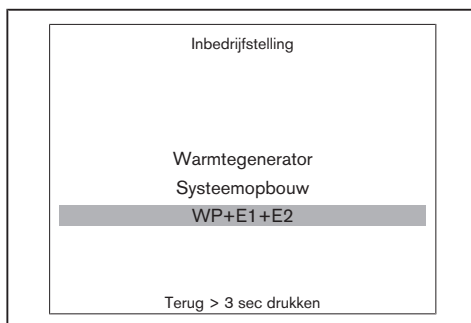 Inbedrijfstelling
Warmtegenerator
Systeemopbouw
WP+E1+E2
Terug > 3 sec drukken